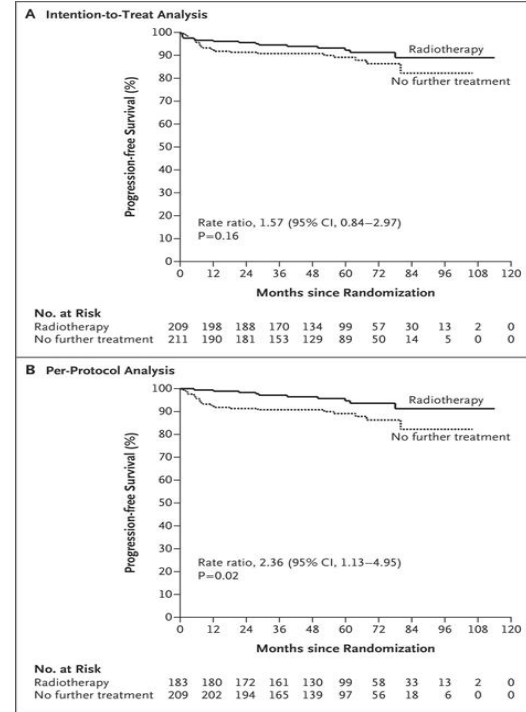 A Intention-to-Treat Analysis
100
90
80
70
60
50
40
30
20
10
0
Progression-free Survival (%)
Radiotherapy
No further treatment
Rate ratio, 1.57 (95% CI, 0.84–2.97)
P=0.16
0 12 24 36 48 60 72 84 96 108 120
Months since Randomization
No. at Risk
Radiotherapy 209 198 188 170 134 99 57 30 13 2 0
No further treatment 211 190 181 153 129 89 50 14 5 0 0
B Per-Protocol Analysis
100
90
80
70
60
50
40
30
20
10
0
Progression-free Survival (%)
Radiotherapy
No further treatment
Rate ratio, 2.36 (95% CI, 1.13–4.95)
P=0.02
0 12 24 36 48 60 72 84 96 108 120
Months since Randomization
No. at Risk
Radiotherapy 183 180 172 161 130 99 58 33 13 2 0
No further treatment 209 202 194 165 139 97 56 18 6 0 0